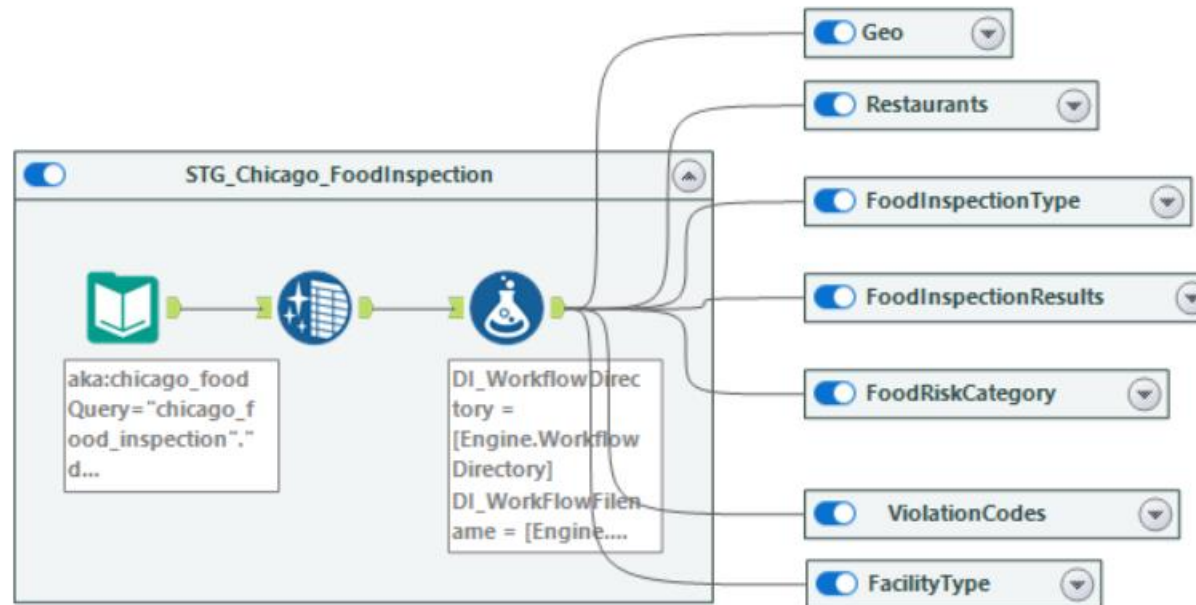 Geo
Restaurants
STG_Chicago_FoodInspection
FoodInspectionType
FoodInspectionResults
FoodRiskCategory
ViolationCodes
FacilityType
aka:chicago_food
Query="chicago_f
ood_inspection"."
d...
DI_WorkflowDirec
tory =
[Engine.Workflow
Directory]
DI_WorkFlowFilen
ame = [Engine....